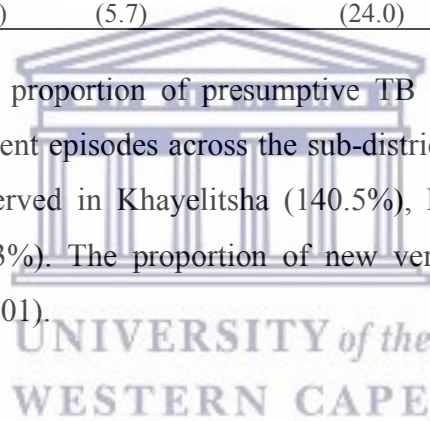 ) (5.7) (24.0)
proportion of presumptive TB
ent episodes across the sub-distric
erved in Khayelitsha (140.5%),
3%). The proportion of new ver
01).
UNIVERSITY of the
WESTERN CAPE